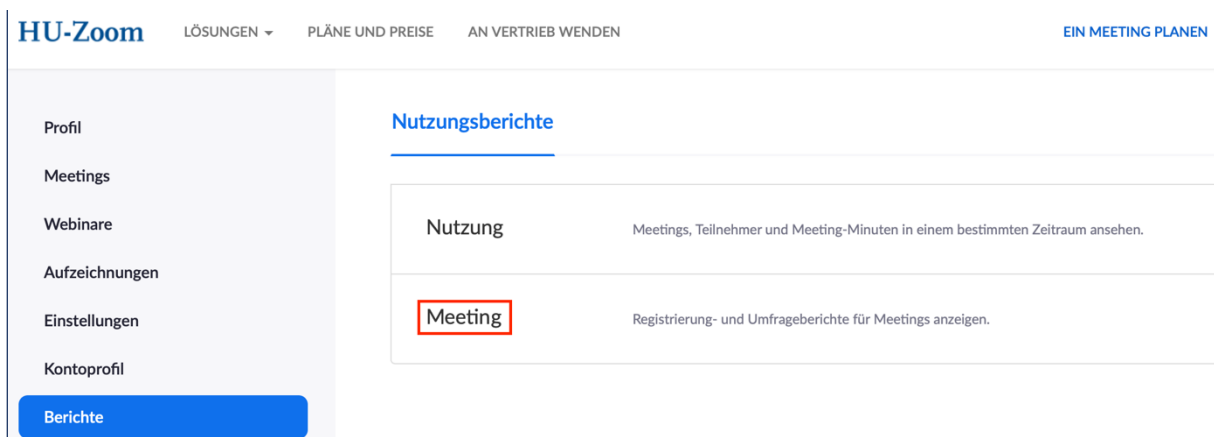 HU-Zoom LÖSUNGEN PLÄNE UND PREISE AN VERTRIEB WENDEN EIN MEETING PLANEN
Profil
Meetings
Webinare
Aufzeichnungen
Einstellungen
Kontoprofil
Berichte
Nutzungsberichte
Nutzung Meetings, Teilnehmer und Meeting-Minuten in einem bestimmten Zeitraum ansehen.
Meeting Registrierung- und Umfrageberichte für Meetings anzeigen.